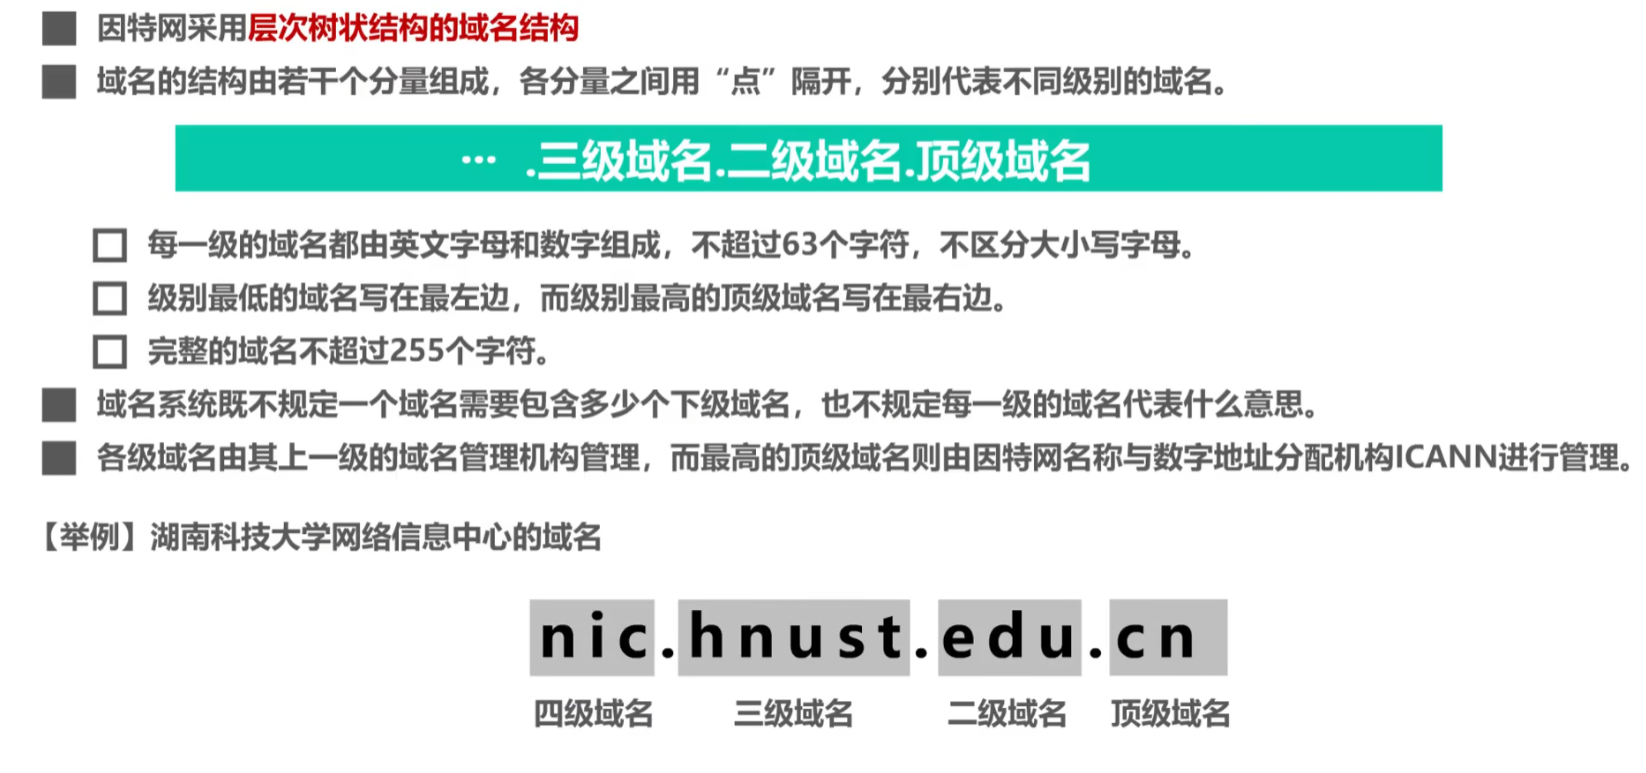 因特网采用层次树状结构的域名结构
域名的结构由若干个分量组成，各分量之间用“点”隔开，分别代表不同级别的域名。
… .三级域名.二级域名.顶级域名
每一级的域名都由英文字母和数字组成，不超过63个字符，不区分大小写字母。
级别最低的域名写在最左边，而级别最高的顶级域名写在最右边。
完整的域名不超过255个字符。
域名系统既不规定一个域名需要包含多少个下级域名，也不规定每一级的域名代表什么意思。
各级域名由其上一级的域名管理机构管理，而最高的顶级域名则由因特网名称与数字地址分配机构ICANN进行管理。
【举例】湖南科技大学网络信息中心的域名
nic.hnust.edu.cn
四级域名 三级域名 二级域名 顶级域名